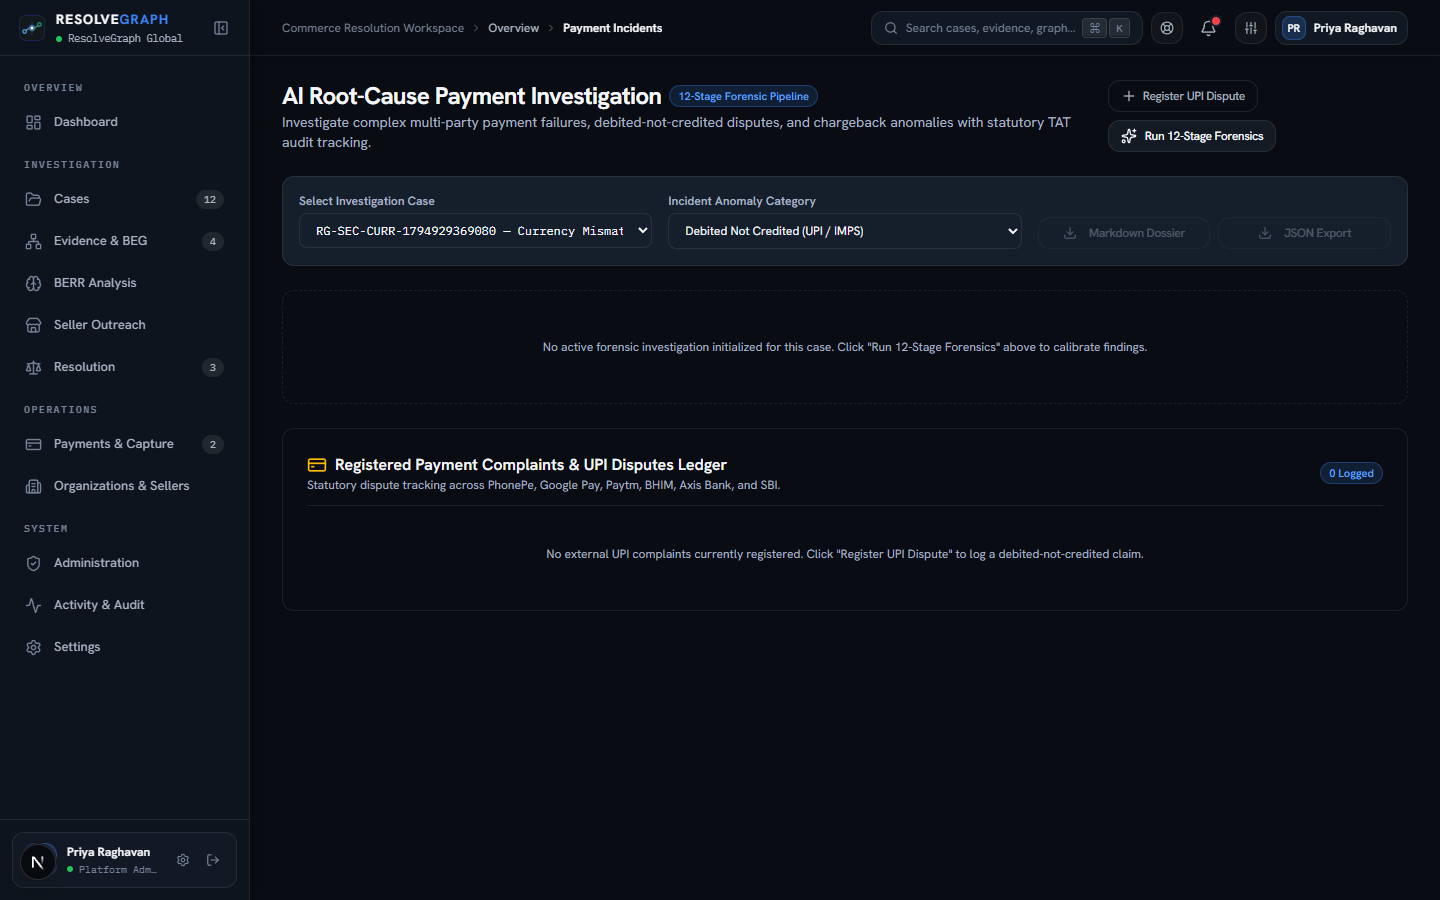 RESOLVEGRAPH
ResolveGraph Global
OVERVIEW
Dashboard
INVESTIGATION
Cases 12
Evidence & BEG 4
BERR Analysis
Seller Outreach
Resolution 3
OPERATIONS
Payments & Capture 2
Organizations & Sellers
SYSTEM
Administration
Activity & Audit
Settings
N
Priya Raghavan
Platform Adm…
Commerce Resolution Workspace > Overview > Payment Incidents
Search cases, evidence, graph... ⌘ K
PR Priya Raghavan
AI Root-Cause Payment Investigation 12-Stage Forensic Pipeline
Investigate complex multi-party payment failures, debited-not-credited disputes, and chargeback anomalies with statutory TAT
audit tracking.
+ Register UPI Dispute
Run 12-Stage Forensics
Select Investigation Case
RG-SEC-CURR-1794929369080 — Currency Mismat
Incident Anomaly Category
Debited Not Credited (UPI / IMPS)
Markdown Dossier
JSON Export
No active forensic investigation initialized for this case. Click "Run 12-Stage Forensics" above to calibrate findings.
Registered Payment Complaints & UPI Disputes Ledger
Statutory dispute tracking across PhonePe, Google Pay, Paytm, BHIM, Axis Bank, and SBI.
0 Logged
No external UPI complaints currently registered. Click "Register UPI Dispute" to log a debited-not-credited claim.